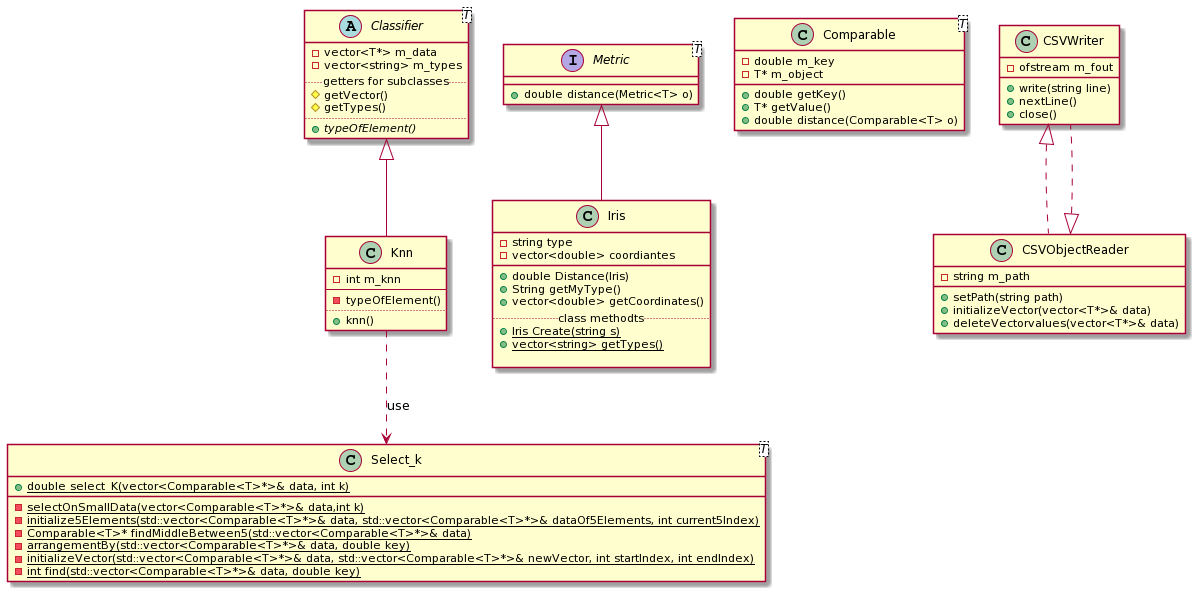 A Classifier T
vector<T*> m_data
vector<string> m_types
getters for subclasses
getVector()
getTypes()
typeOfElement()
I Metric T
double distance(Metric<T> o)
C Comparable T
double m_key
T* m_object
double getKey()
T* getValue()
double distance(Comparable<T> o)
C CSVWriter
ofstream m_fout
write(string line)
nextLine()
close()
C Knn
int m_knn
typeOfElement()
knn()
C Iris
string type
vector<double> coordiantes
double Distance(Iris)
String getMyType()
vector<double> getCoordinates()
class methodts
Iris Create(string s)
vector<string> getTypes()
C CSVObjectReader
string m_path
setPath(string path)
initializeVector(vector<T*>& data)
deleteVectorvalues(vector<T*>& data)
use
C Select_k T
double select_K(vector<Comparable<T>*>& data, int k)
selectOnSmallData(vector<Comparable<T>*>& data,int k)
initialize5Elements(std::vector<Comparable<T>*>& data, std::vector<Comparable<T>*>& dataOf5Elements, int current5Index)
Comparable<T>* findMiddleBetween5(std::vector<Comparable<T>*>& data)
arrangementBy(std::vector<Comparable<T>*>& data, double key)
initializeVector(std::vector<Comparable<T>*>& data, std::vector<Comparable<T>*>& newVector, int startIndex, int endIndex)
int find(std::vector<Comparable<T>*>& data, double key)